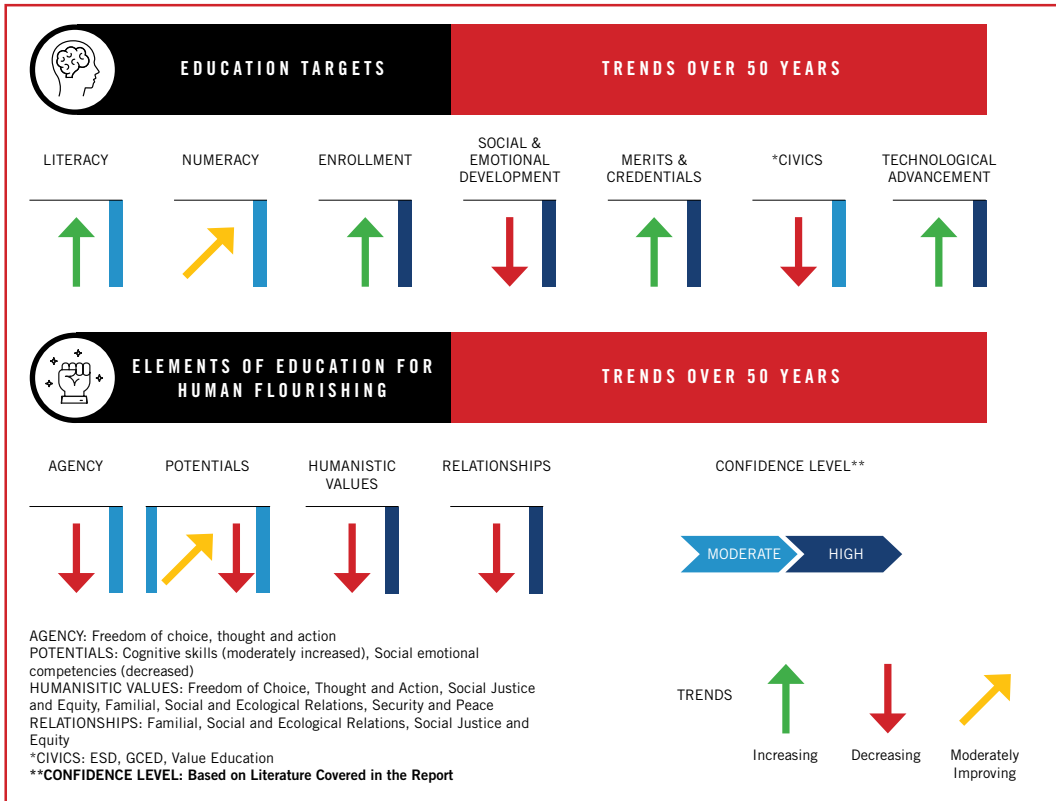 EDUCATION TARGETS
TRENDS OVER 50 YEARS
LITERACY
NUMERACY
ENROLLMENT
SOCIAL &
EMOTIONAL
DEVELOPMENT
MERITS &
CREDENTIALS
*CIVICS
TECHNOLOGICAL
ADVANCEMENT
ELEMENTS OF EDUCATION FOR
HUMAN FLOURISHING
TRENDS OVER 50 YEARS
AGENCY
POTENTIALS
HUMANISTIC
VALUES
RELATIONSHIPS
CONFIDENCE LEVEL**
MODERATE
HIGH
AGENCY: Freedom of choice, thought and action
POTENTIALS: Cognitive skills (moderately increased), Social emotional
competencies (decreased)
HUMANISITIC VALUES: Freedom of Choice, Thought and Action, Social Justice
and Equity, Familial, Social and Ecological Relations, Security and Peace
RELATIONSHIPS: Familial, Social and Ecological Relations, Social Justice and
Equity
*CIVICS: ESD, GCED, Value Education
**CONFIDENCE LEVEL: Based on Literature Covered in the Report
TRENDS
Increasing
Decreasing
Moderately
Improving